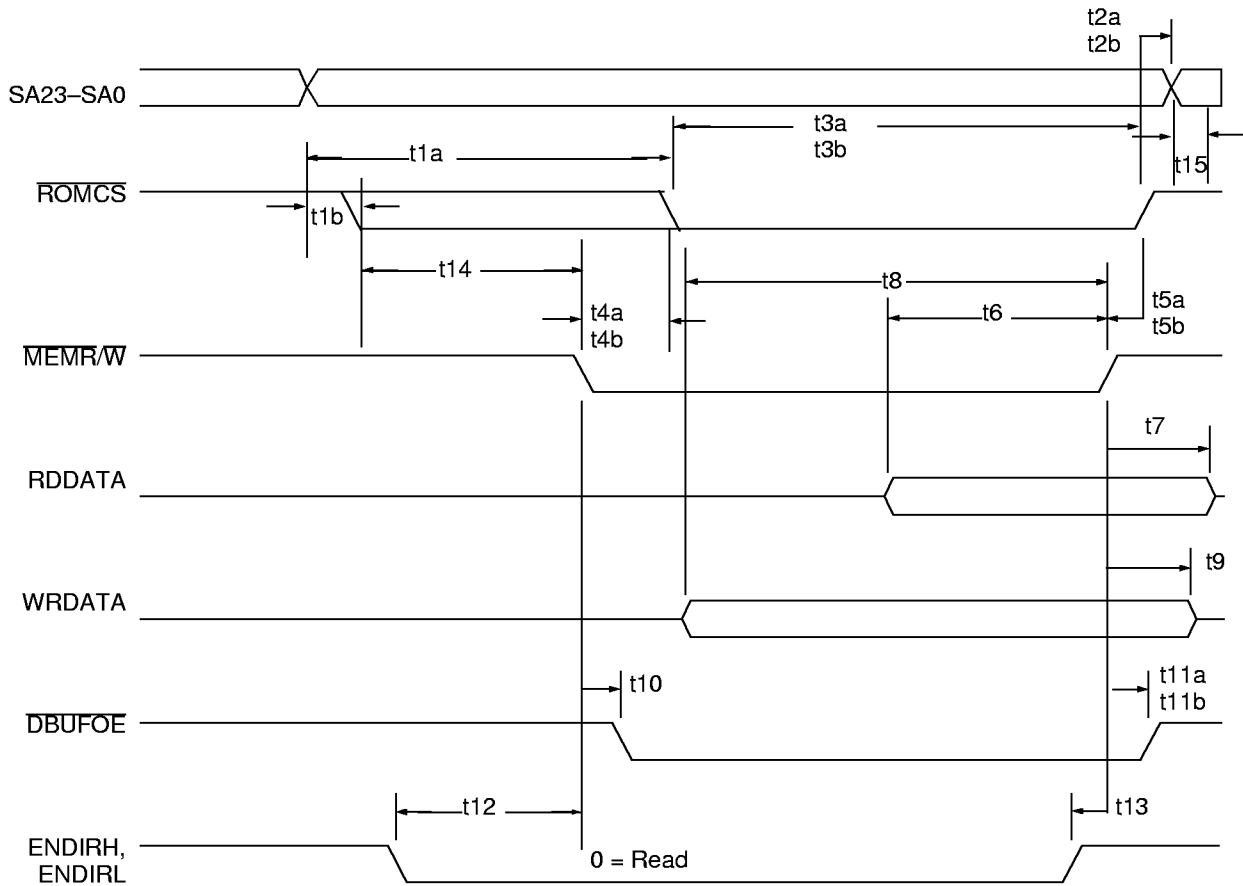 t2a
t2b
SA23–SA0
t3a
t3b
t1a
t15
ROMCS
t1b
t14
t8
t4a
t4b
t6
t5a
t5b
MEMR/W
t7
RDDATA
t9
WRDATA
t10
t11a
t11b
DBUFOE
t12
t13
ENDIRH,
ENDIRL
0 = Read